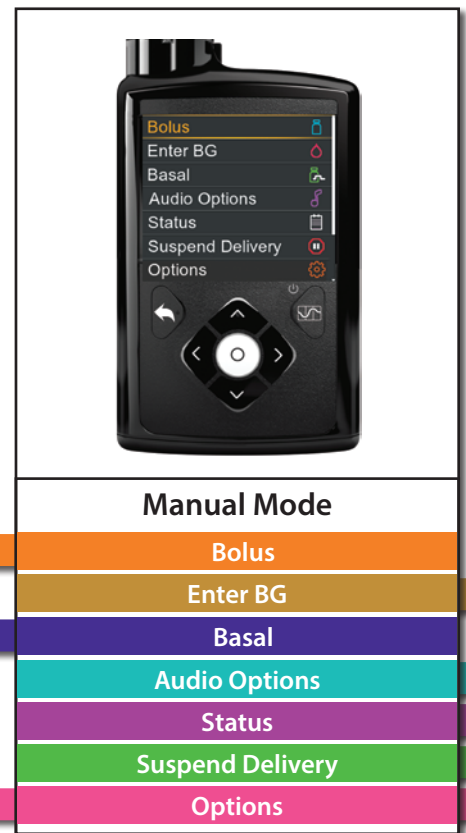 Bolus
Enter BG
Basal
Audio Options
Status
Suspend Delivery
Options
Manual Mode
Bolus
Enter BG
Basal
Audio Options
Status
Suspend Delivery
Options